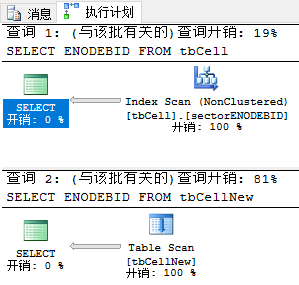 消息 执行计划
查询 1: (与该批有关的)查询开销: 19%
SELECT ENODEBID FROM tbCell
SELECT
开销: 0 %
Index Scan (NonClustered)
[tbCell].[sectorENODEBID]
开销: 100 %
查询 2: (与该批有关的)查询开销: 81%
SELECT ENODEBID FROM tbCellNew
SELECT
开销: 0 %
Table Scan
[tbCellNew]
开销: 100 %